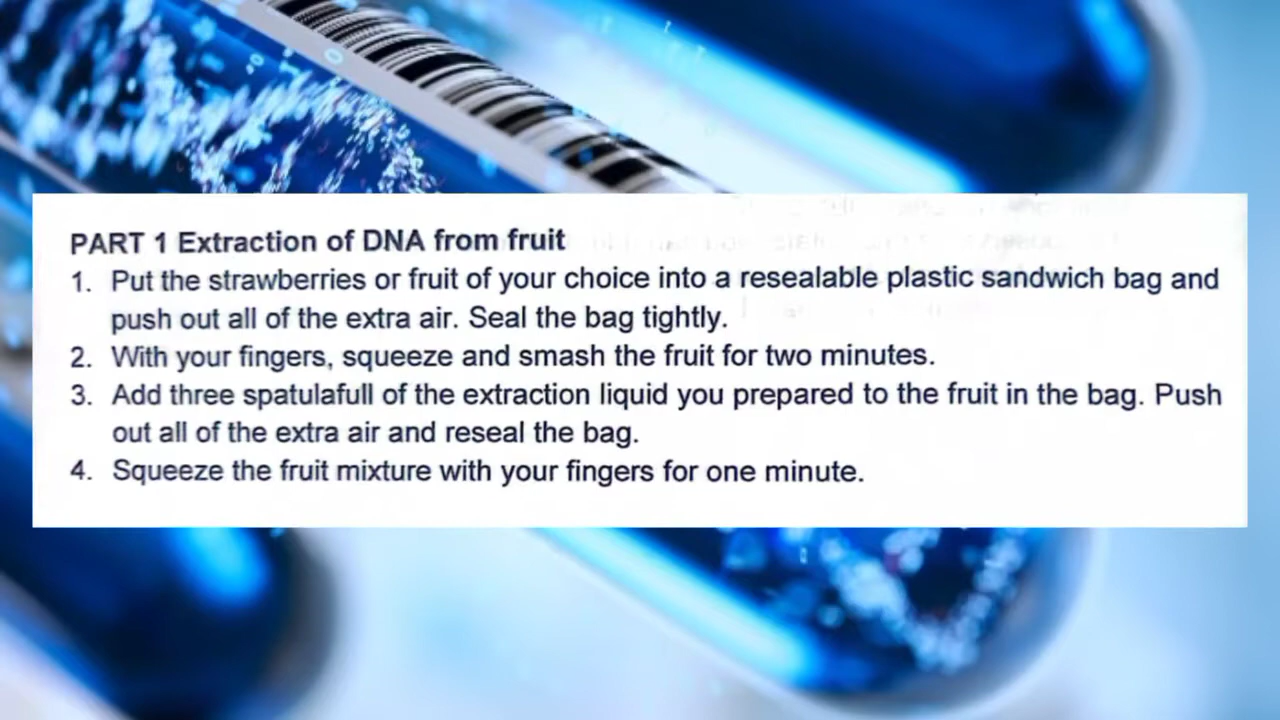 PART 1 Extraction of DNA from fruit
1. Put the strawberries or fruit of your choice into a resealable plastic sandwich bag and
push out all of the extra air. Seal the bag tightly.
2. With your fingers, squeeze and smash the fruit for two minutes.
3. Add three spatulafull of the extraction liquid you prepared to the fruit in the bag. Push
out all of the extra air and reseal the bag.
4. Squeeze the fruit mixture with your fingers for one minute.